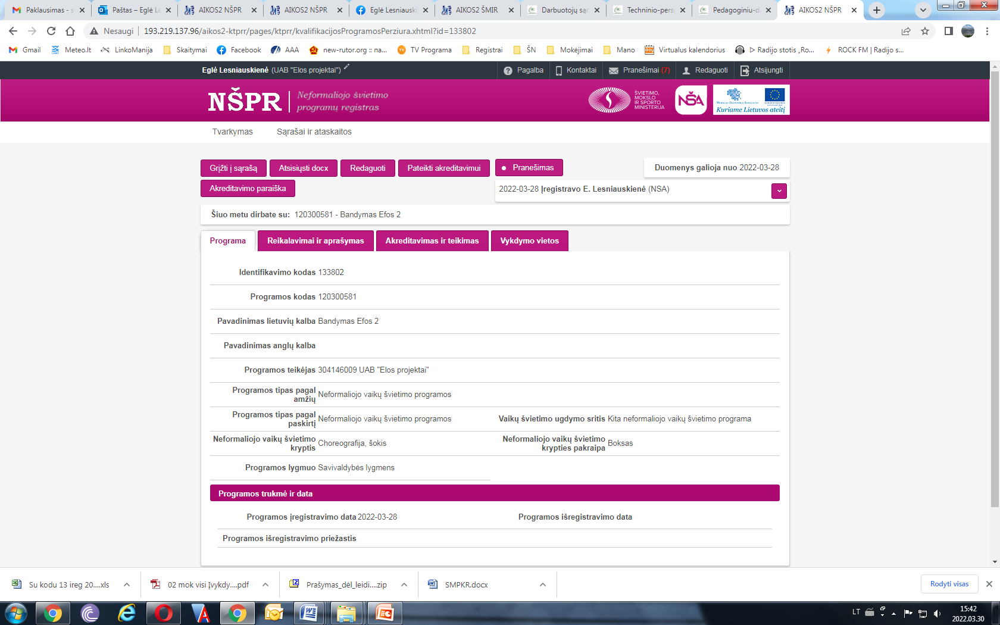 Paklausimas - s
Paštas – Eglė Le
AIKOS2 NŠPR
AIKOS2 NŠPR
Eglė Lesniauski
AIKOS2 ŠMIR
Darbuotojų sąr
Techninio-pers
Pedagoginiu-d
AIKOS2 NŠPR
Nesaugi
193.219.137.96/aikos2-ktprr/pages/ktprr/kvalifikacijosProgramosPerziura.xhtml?id=133802
Gmail
Meteo.lt
LinkoManija
Skaitymai
Facebook
AAA
new-rutor.org :: па...
TV Programa
Registrai
ŠN
Mokėjimai
Mano
Virtualus kalendorius
ᐅ Radijo stotis „Ro...
ROCK FM | Radijo s...
Eglė Lesniauskienė (UAB "Elos projektai")
Pagalba
Kontaktai
Pranešimai (7)
Redaguoti
Atsijungti
NŠPR
Neformaliojo švietimo
programų registras
ŠVIETIMO,
MOKSLO
IR SPORTO
MINISTERIJA
NŠA
Kuriame Lietuvos ateitį
Tvarkymas
Sąrašai ir ataskaitos
Grįžti į sąrašą
Atsisiųsti docx
Redaguoti
Pateikti akreditavimui
Pranešimas
Duomenys galioja nuo 2022-03-28
Akreditavimo paraiška
2022-03-28 Įregistravo E. Lesniauskienė (NSA)
Šiuo metu dirbate su: 120300581 - Bandymas Efos 2
Programa
Reikalavimai ir aprašymas
Akreditavimas ir teikimas
Vykdymo vietos
Identifikavimo kodas 133802
Programos kodas 120300581
Pavadinimas lietuvių kalba Bandymas Efos 2
Pavadinimas anglų kalba
Programos teikėjas 304146009 UAB "Elos projektai"
Programos tipas pagal
amžių
Neformaliojo vaikų švietimo programos
Programos tipas pagal
paskirtį
Neformaliojo vaikų švietimo programos
Vaikų švietimo ugdymo sritis Kita neformaliojo vaikų švietimo programa
Neformaliojo vaikų švietimo
kryptis
Choreografija, šokis
Neformaliojo vaikų švietimo
krypties pakraipa
Boksas
Programos lygmuo Savivaldybės lygmens
Programos trukmė ir data
Programos įregistravimo data 2022-03-28
Programos išregistravimo data
Programos išregistravimo priežastis
Su kodu 13 ireg 20....xls
02 mok visi Įvykdy....pdf
Prašymas_dėl_leidi....zip
SMPKR.docx
Rodyti visas
LT
15:42
2022.03.30